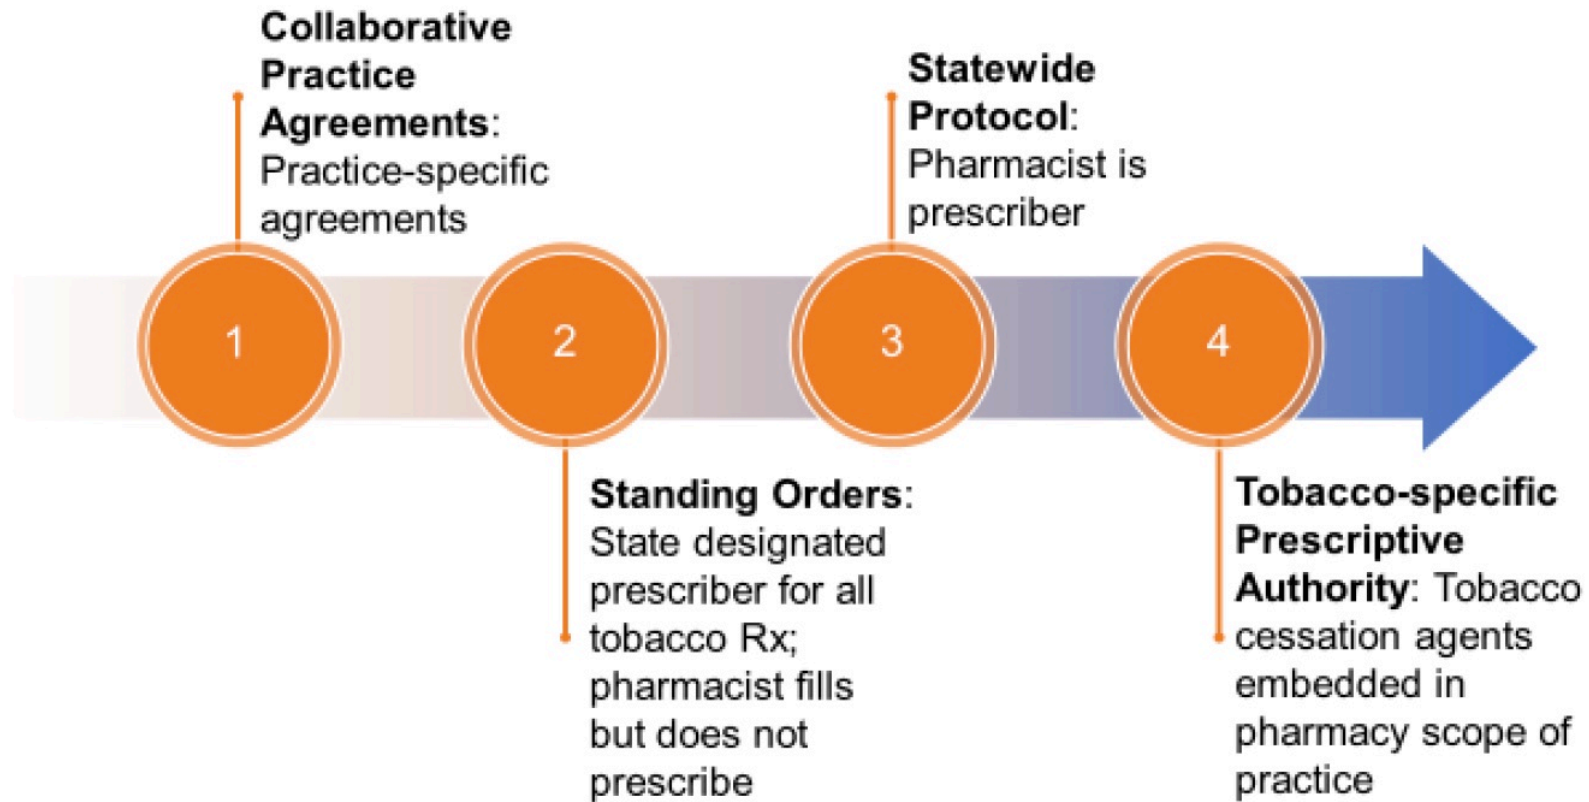 Collaborative
Practice
Agreements:
Practice-specific
agreements
Statewide
Protocol:
Pharmacist is
prescriber
1
2
3
4
Standing Orders:
State designated
prescriber for all
tobacco Rx;
pharmacist fills
but does not
prescribe
Tobacco-specific
Prescriptive
Authority: Tobacco
cessation agents
embedded in
pharmacy scope of
practice